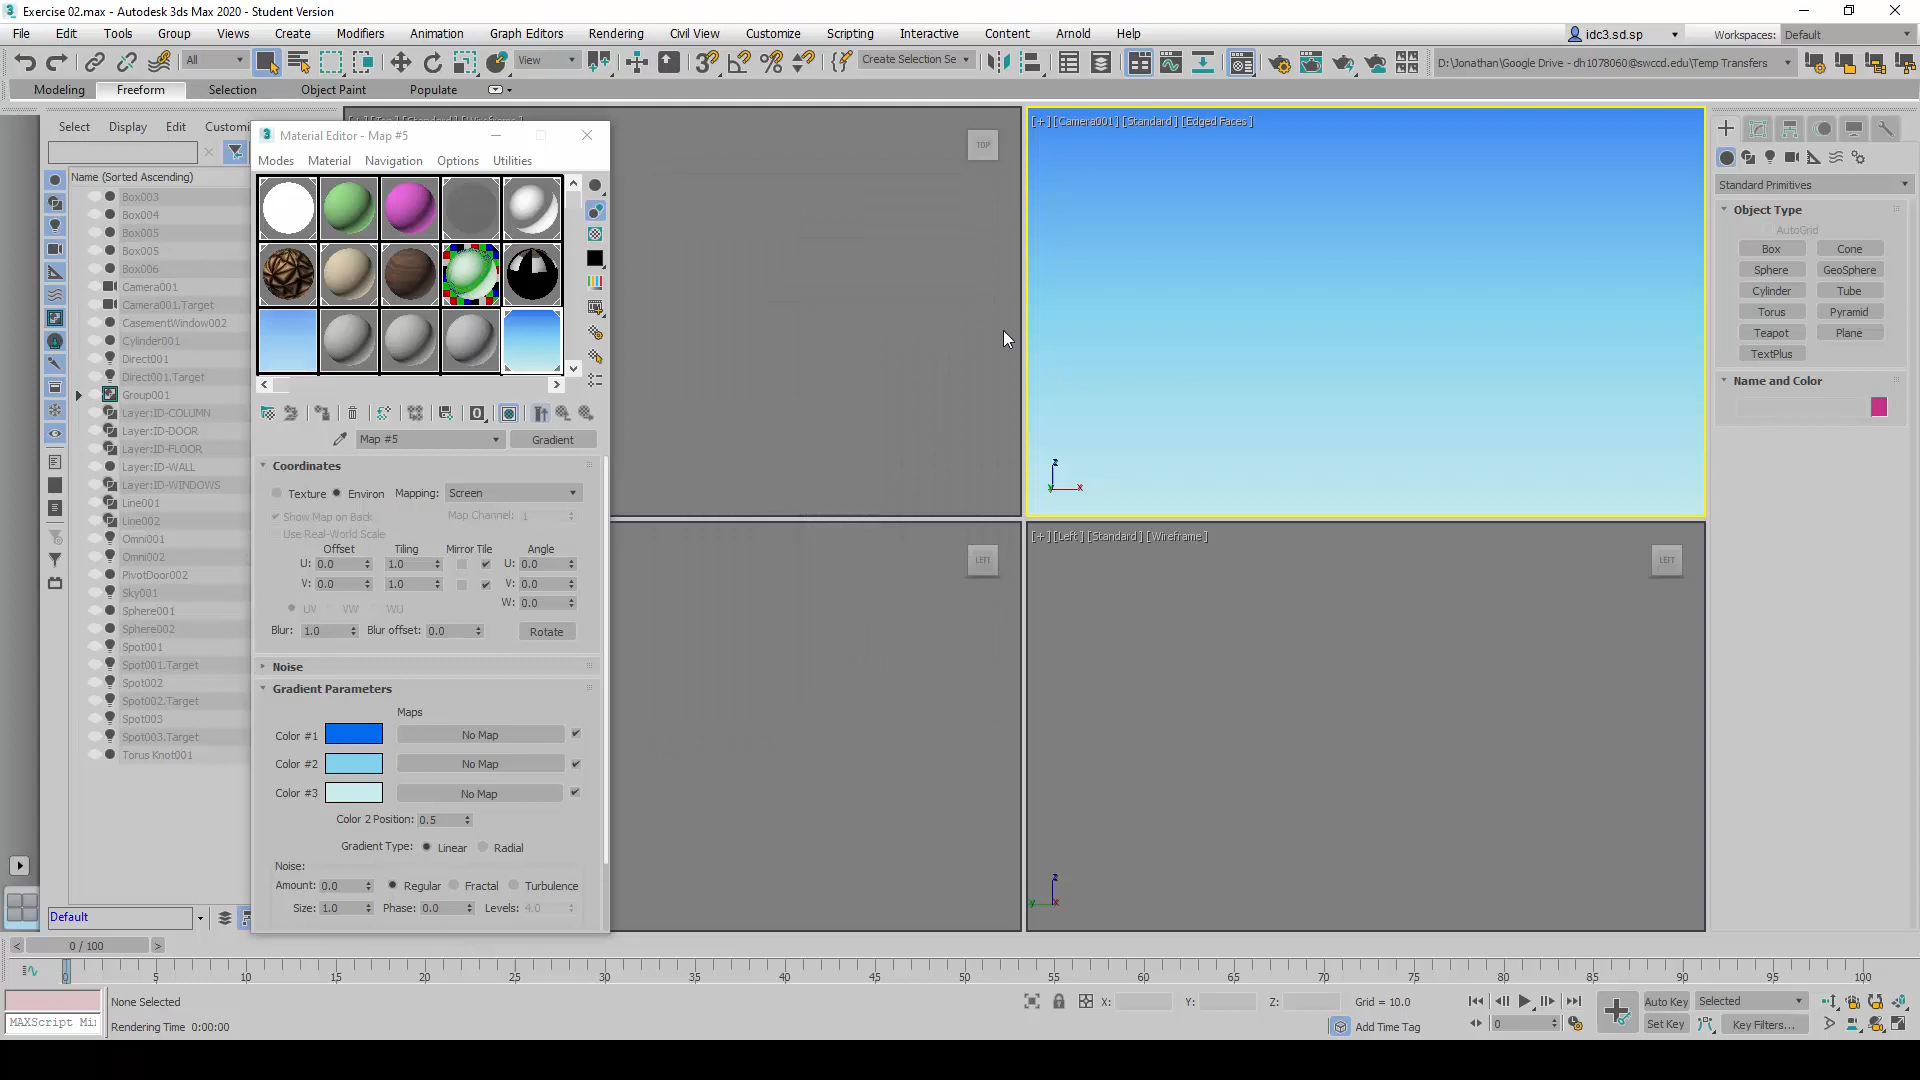 Exercise 02.max - Autodesk 3ds Max 2020 - Student Version
File Edit Tools Group Views Create Modifiers Animation Graph Editors Rendering Civil View Customize Scripting Interactive Content Arnold Help
idc3.sd.sp
Workspaces: Default
All
View
Create Selection Se
D:\Jonathan\Google Drive - dh1078060@swccd.edu\Temp Transfers
Modeling Freeform Selection Object Paint Populate
Select Display Edit Customi
Name (Sorted Ascending)
Box003
Box004
Box005
Box005
Box006
Camera001
Camera001.Target
CasementWindow002
Cylinder001
Direct001
Direct001.Target
Group001
Layer:ID-COLUMN
Layer:ID-DOOR
Layer:ID-FLOOR
Layer:ID-WALL
Layer:ID-WINDOWS
Line001
Line002
Omni001
Omni002
PivotDoor002
Sky001
Sphere001
Sphere002
Spot001
Spot001.Target
Spot002
Spot002.Target
Spot003
Spot003.Target
Torus Knot001
Default
Material Editor - Map #5
Modes Material Navigation Options Utilities
Map #5
Gradient
Coordinates
Texture Environ Mapping: Screen
Show Map on Back Map Channel: 1
Use Real-World Scale
Offset Tiling Mirror Tile Angle
U: 0.0 1.0 U: 0.0
V: 0.0 1.0 V: 0.0
W: 0.0
UV VW WU
Blur: 1.0 Blur offset: 0.0 Rotate
Noise
Gradient Parameters
Maps
Color #1 No Map
Color #2 No Map
Color #3 No Map
Color 2 Position: 0.5
Gradient Type: Linear Radial
Noise:
Amount: 0.0 Regular Fractal Turbulence
Size: 1.0 Phase: 0.0 Levels: 4.0
TOP
[+] [Camera001] [Standard] [Edged Faces]
z
y x
LEFT
[+] [Left] [Standard] [Wireframe]
LEFT
z
y x
Standard Primitives
Object Type
AutoGrid
Box Cone
Sphere GeoSphere
Cylinder Tube
Torus Pyramid
Teapot Plane
TextPlus
Name and Color
< 0 / 100 >
0 5 10 15 20 25 30 35 40 45 50 55 60 65 70 75 80 85 90 95 100
None Selected
X: Y: Z: Grid = 10.0
Auto Key Selected
MAXScript Mi
Rendering Time 0:00:00
Add Time Tag
0
Set Key Key Filters...